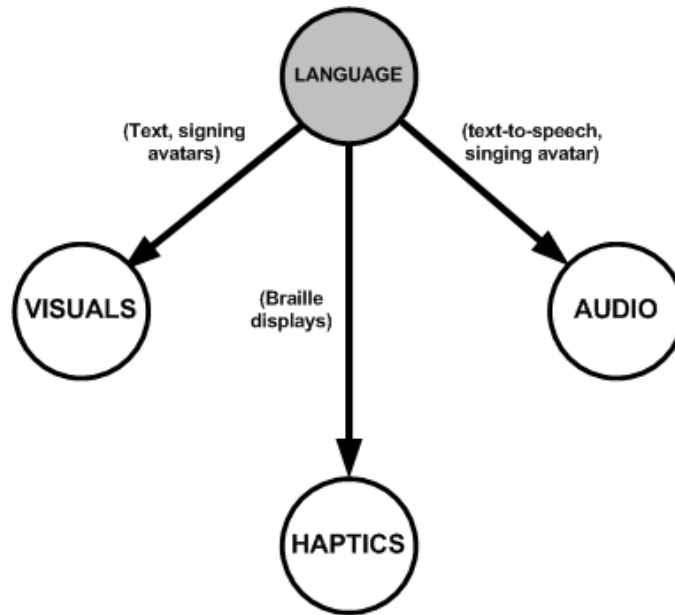 LANGUAGE
(Text, signing
avatars)
(text-to-speech,
singing avatar)
VISUALS
(Braille
displays)
AUDIO
HAPTICS